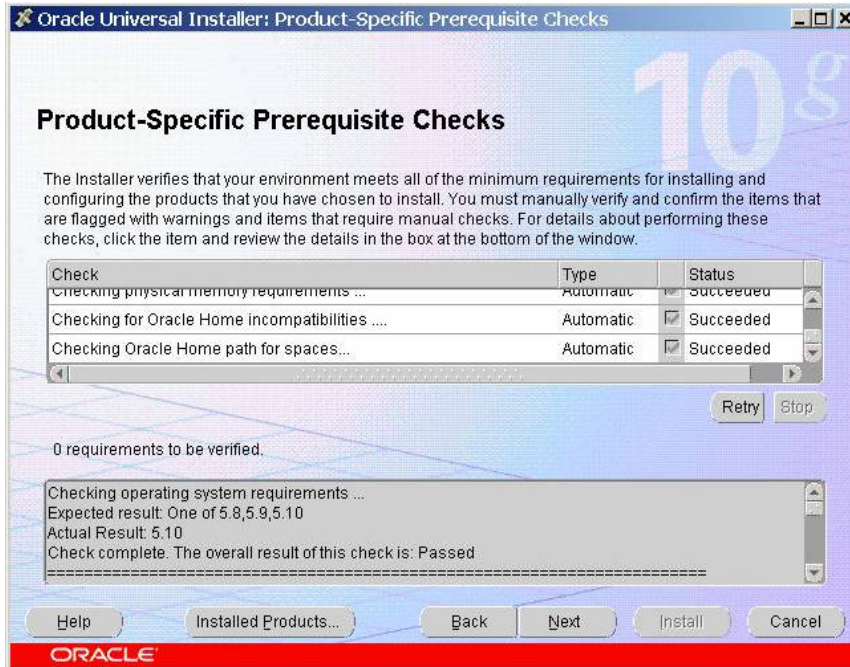 Oracle Universal Installer: Product-Specific Prerequisite Checks
10g
Product-Specific Prerequisite Checks
The Installer verifies that your environment meets all of the minimum requirements for installing and
configuring the products that you have chosen to install. You must manually verify and confirm the items that
are flagged with warnings and items that require manual checks. For details about performing these
checks, click the item and review the details in the box at the bottom of the window.
Check Type Status
Checking physical memory requirements ... Automatic Succeeded
Checking for Oracle Home incompatibilities .... Automatic Succeeded
Checking Oracle Home path for spaces... Automatic Succeeded
Retry Stop
0 requirements to be verified.
Checking operating system requirements ...
Expected result: One of 5.8,5.9,5.10
Actual Result: 5.10
Check complete. The overall result of this check is: Passed
========================================================================
Help Installed Products... Back Next Install Cancel
ORACLE